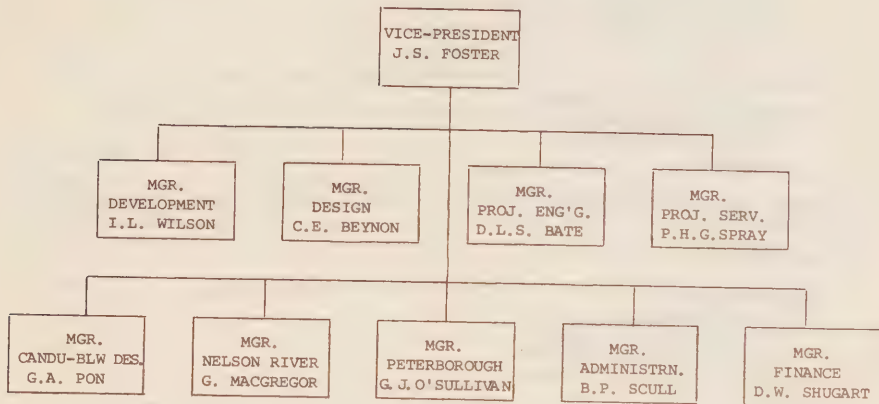 VICE-PRESIDENT
J.S. FOSTER
MGR.
DEVELOPMENT
I.L. WILSON
MGR.
DESIGN
C.E. BEYNON
MGR.
PROJ. ENG'G.
D.L.S. BATE
MGR.
PROJ. SERV.
P.H.G.SPRAY
MGR.
CANDU-BLW DES.
G.A. PON
MGR.
NELSON RIVER
G. MACGREGOR
MGR.
PETERBOROUGH
G.J.O'SULLIVAN
MGR.
ADMINISTRN.
B.P. SCULL
MGR.
FINANCE
D.W. SHUGART